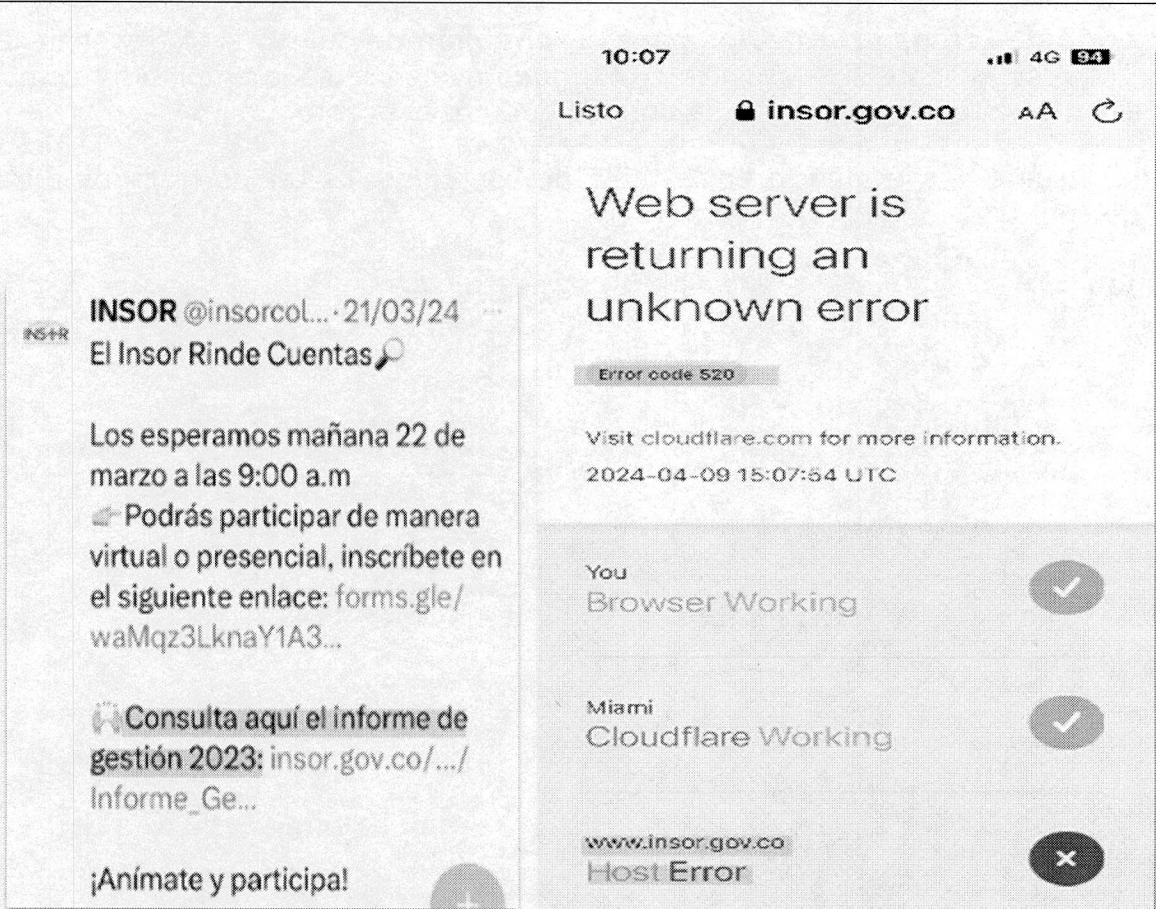 INSOR @insorcol... · 21/03/24 ...
INSOR
El Insor Rinde Cuentas🔎
Los esperamos mañana 22 de
marzo a las 9:00 a.m
👉Podrás participar de manera
virtual o presencial, inscríbete en
el siguiente enlace: forms.gle/
waMqz3LknaY1A3...
🙌Consulta aquí el informe de
gestión 2023: insor.gov.co/.../
Informe_Ge...
¡Anímate y participa!
10:07
4G 94
Listo
insor.gov.co
AA
Web server is
returning an
unknown error
Error code 520
Visit cloudflare.com for more information.
2024-04-09 15:07:54 UTC
You
Browser Working
Miami
Cloudflare Working
www.insor.gov.co
Host Error